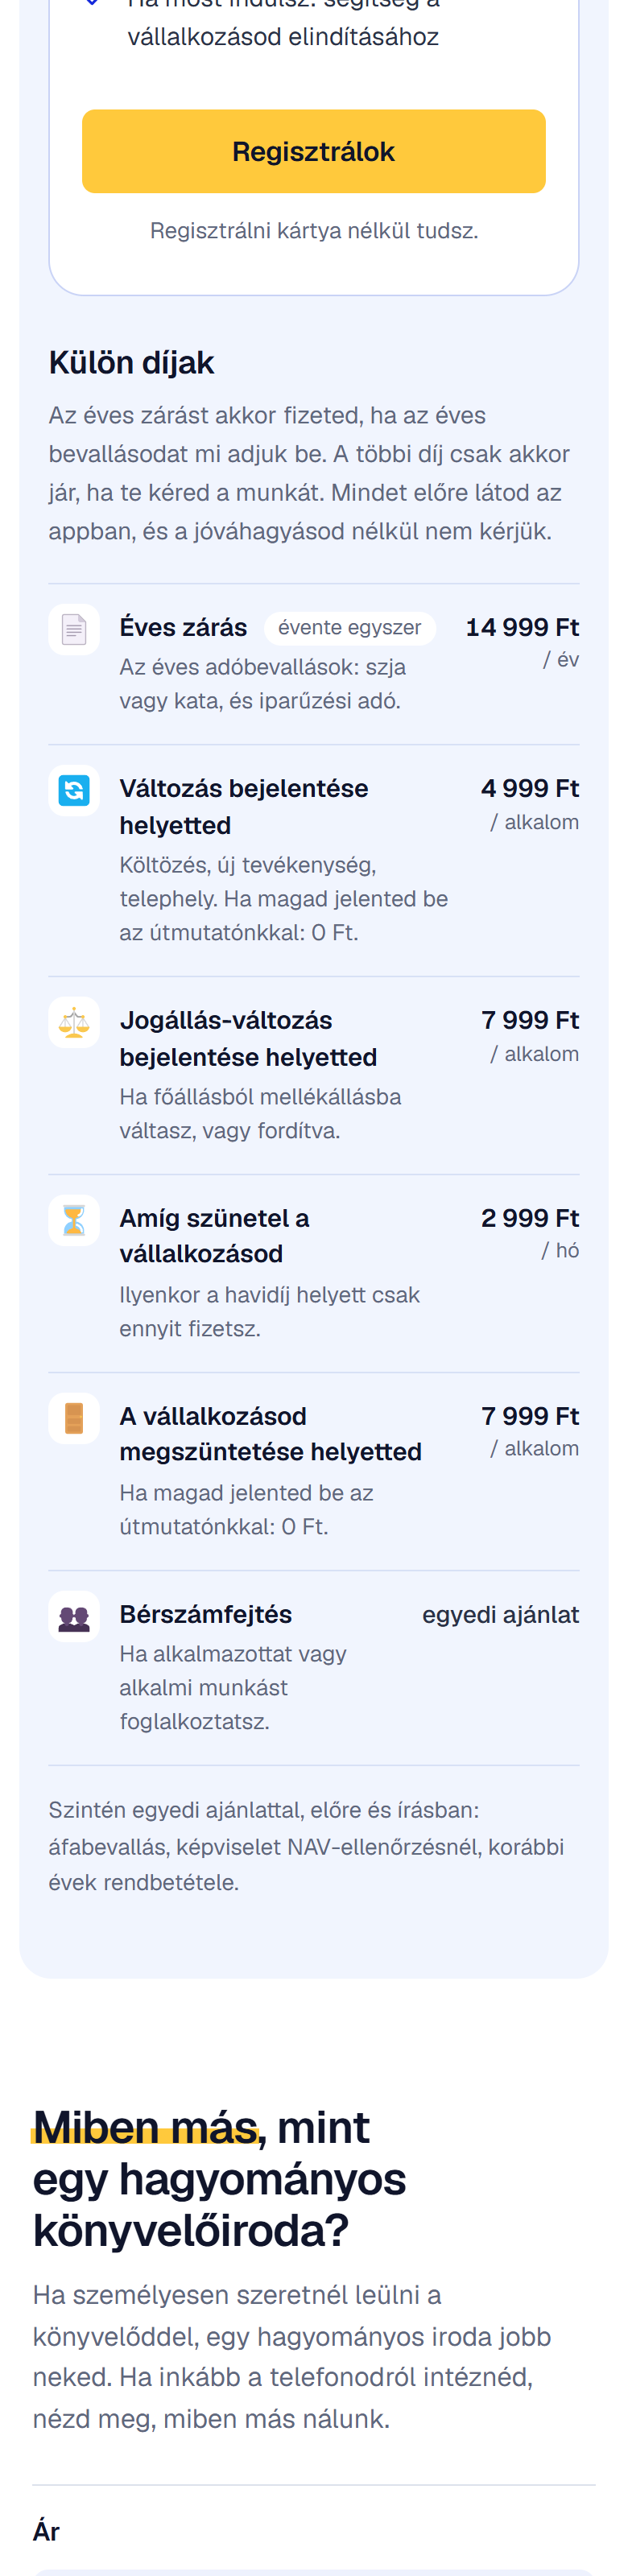 Ha most indulsz: segítség a
vállalkozásod elindításához
Regisztrálok
Regisztrálni kártya nélkül tudsz.
Külön díjak
Az éves zárást akkor fizeted, ha az éves
bevallásodat mi adjuk be. A többi díj csak akkor
jár, ha te kéred a munkát. Mindet előre látod az
appban, és a jóváhagyásod nélkül nem kérjük.
Éves zárás évente egyszer 14 999 Ft
/ év
Az éves adóbevallások: szja
vagy kata, és iparűzési adó.
Változás bejelentése 4 999 Ft
helyetted / alkalom
Költözés, új tevékenység,
telephely. Ha magad jelented be
az útmutatónkkal: 0 Ft.
Jogállás-változás 7 999 Ft
bejelentése helyetted / alkalom
Ha főállásból mellékállásba
váltasz, vagy fordítva.
Amíg szünetel a 2 999 Ft
vállalkozásod / hó
Ilyenkor a havidíj helyett csak
ennyit fizetsz.
A vállalkozásod 7 999 Ft
megszüntetése helyetted / alkalom
Ha magad jelented be az
útmutatónkkal: 0 Ft.
Bérszámfejtés egyedi ajánlat
Ha alkalmazottat vagy
alkalmi munkást
foglalkoztatsz.
Szintén egyedi ajánlattal, előre és írásban:
áfabevallás, képviselet NAV-ellenőrzésnél, korábbi
évek rendbetétele.
Miben más, mint
egy hagyományos
könyvelőiroda?
Ha személyesen szeretnél leülni a
könyvelőddel, egy hagyományos iroda jobb
neked. Ha inkább a telefonodról intéznéd,
nézd meg, miben más nálunk.
Ár